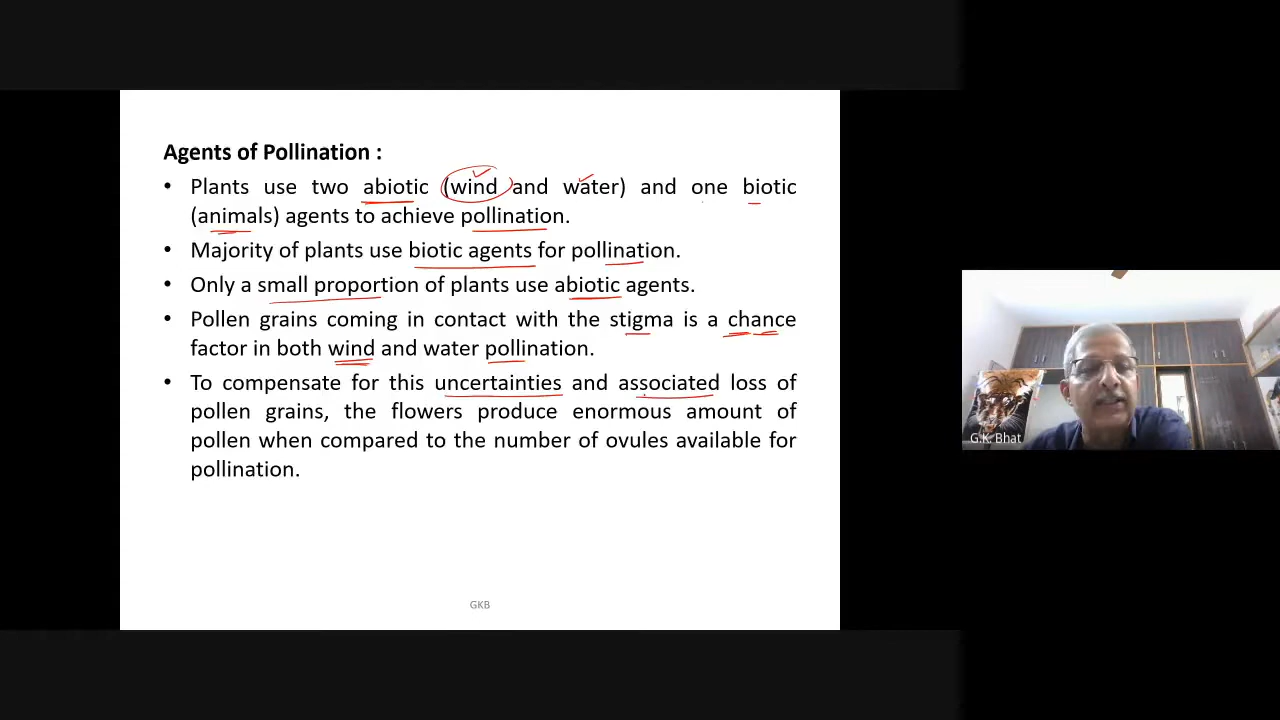 Agents of Pollination :
• Plants use two abiotic (wind and water) and one biotic
(animals) agents to achieve pollination.
• Majority of plants use biotic agents for pollination.
• Only a small proportion of plants use abiotic agents.
• Pollen grains coming in contact with the stigma is a chance
factor in both wind and water pollination.
• To compensate for this uncertainties and associated loss of
pollen grains, the flowers produce enormous amount of
pollen when compared to the number of ovules available for
pollination.
GKB
G.K. Bhat